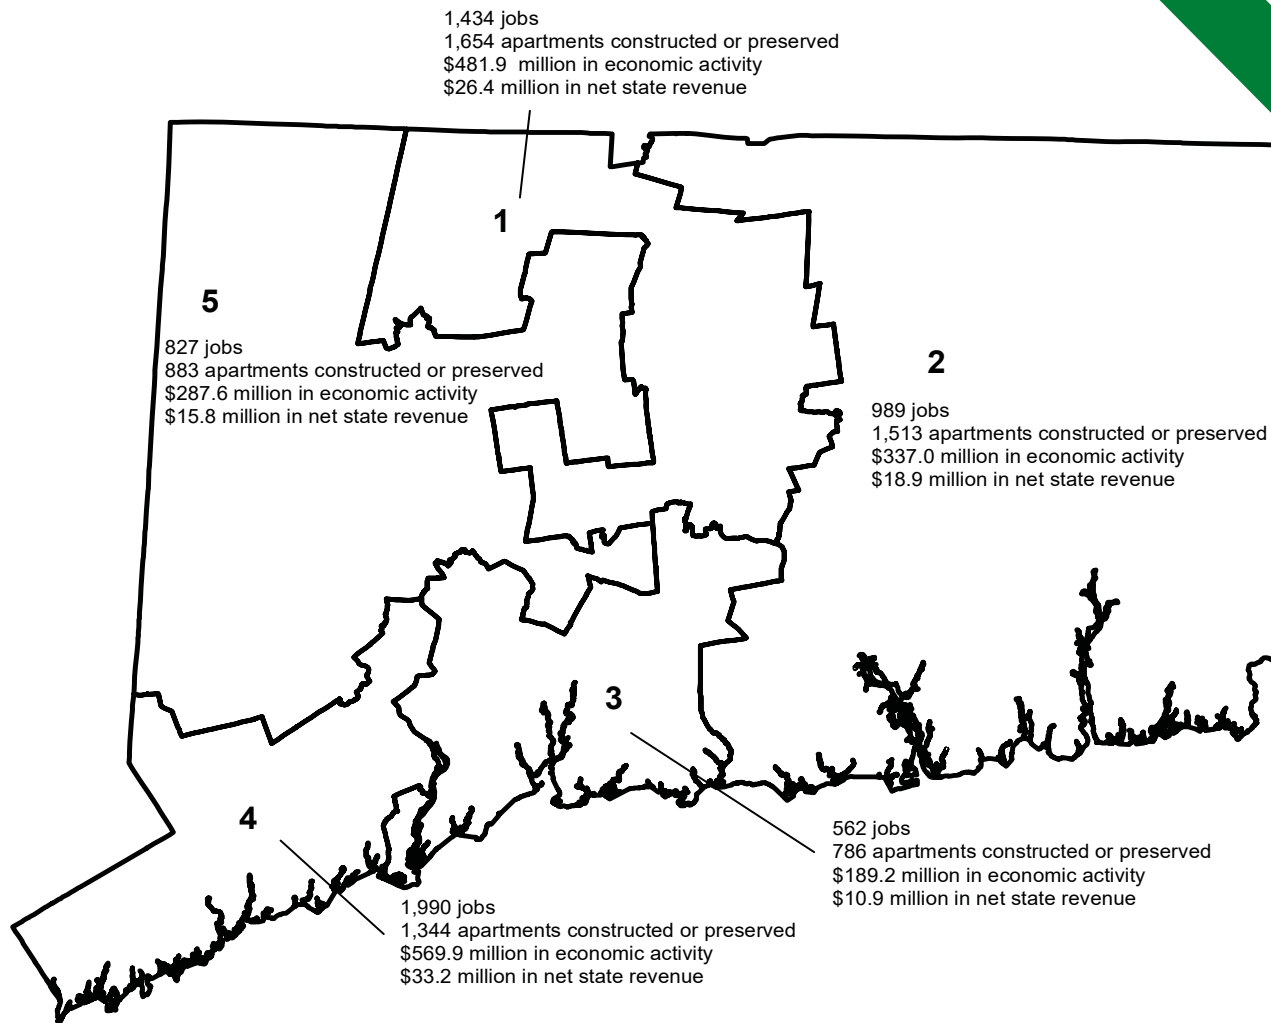 1,434 jobs
1,654 apartments constructed or preserved
$481.9  million in economic activity
$26.4 million in net state revenue
1
5
827 jobs
883 apartments constructed or preserved
$287.6 million in economic activity
$15.8 million in net state revenue
2
989 jobs
1,513 apartments constructed or preserved
$337.0 million in economic activity
$18.9 million in net state revenue
3
562 jobs
786 apartments constructed or preserved
$189.2 million in economic activity
$10.9 million in net state revenue
4
1,990 jobs
1,344 apartments constructed or preserved
$569.9 million in economic activity
$33.2 million in net state revenue